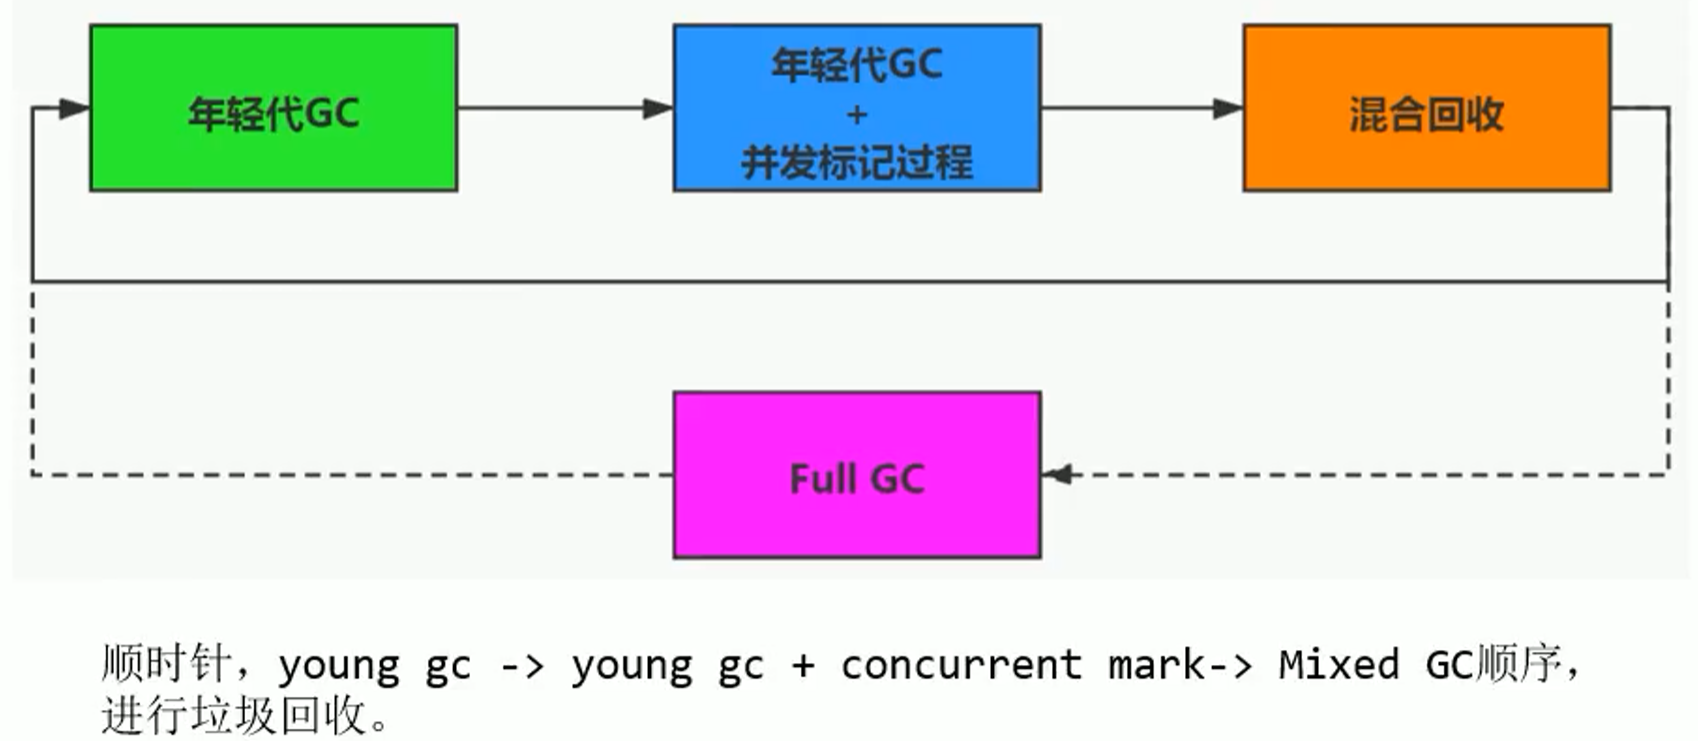 年轻代GC
年轻代GC
+
并发标记过程
混合回收
Full GC
顺时针，young gc -> young gc + concurrent mark-> Mixed GC顺序，
进行垃圾回收。